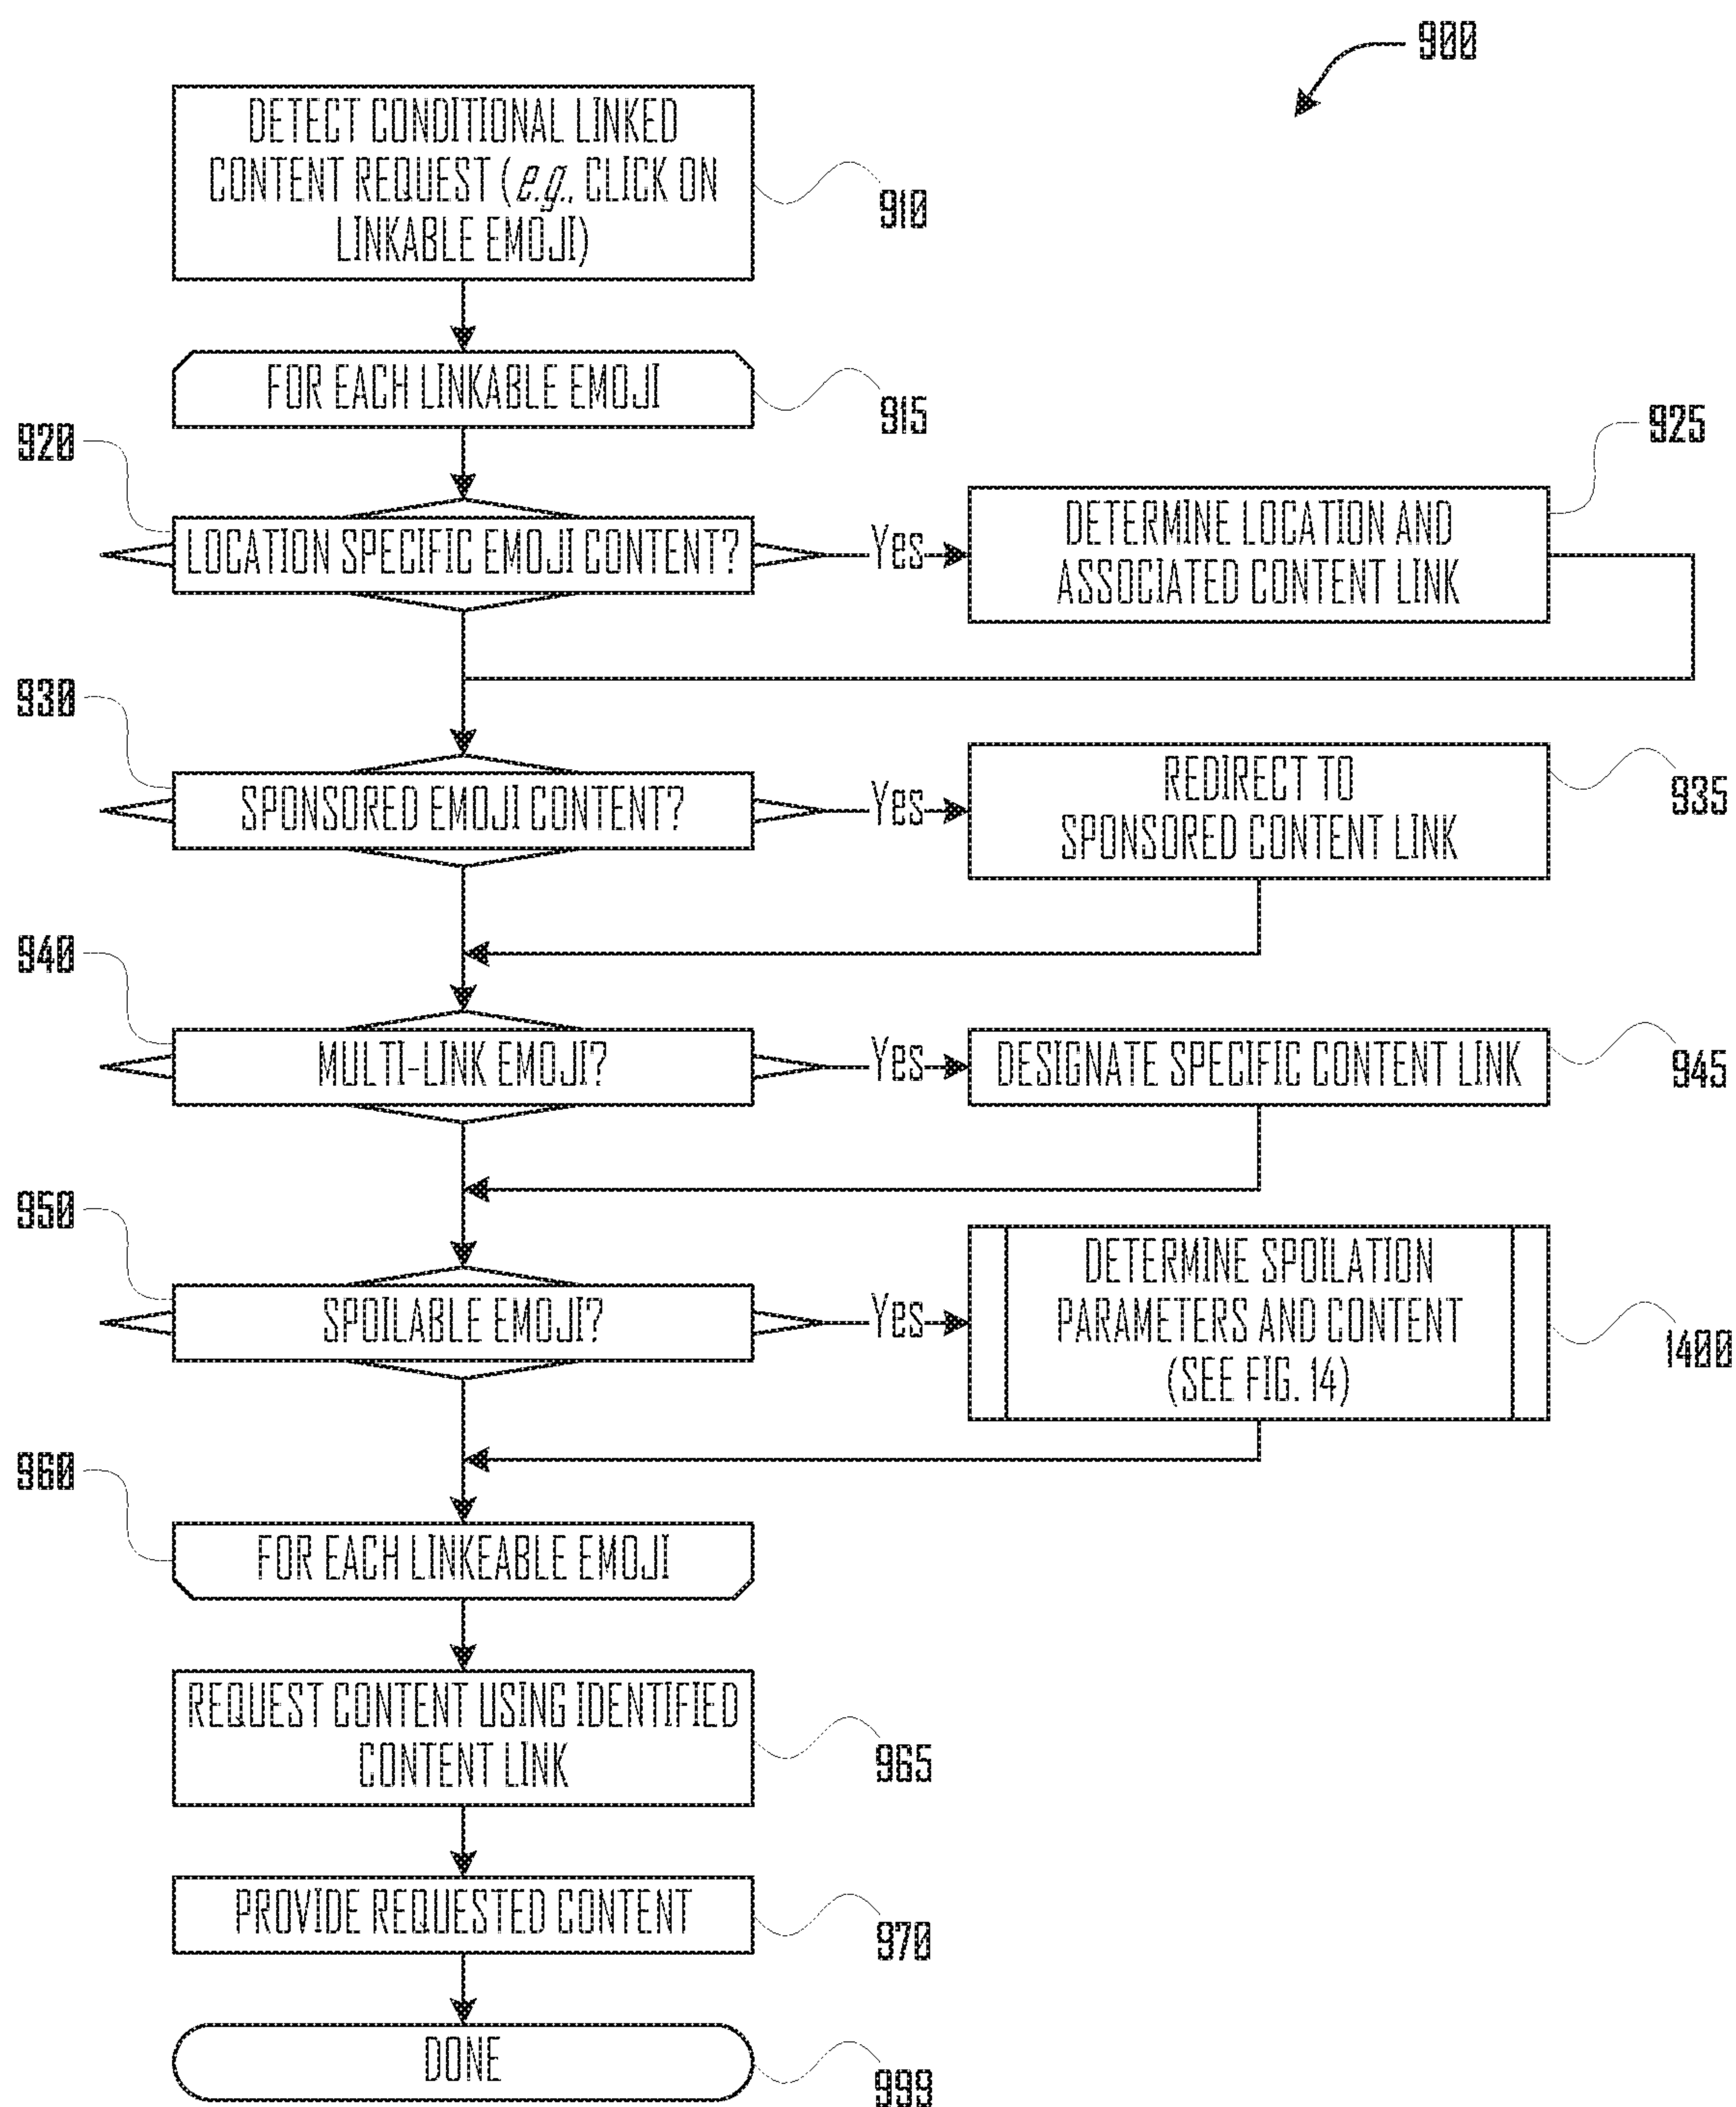 900
DETECT CONDITIONAL LINKED
CONTENT REQUEST (e.g., CLICK ON
LINKABLE EMOJI)
910
FOR EACH LINKABLE EMOJI
915
920
LOCATION SPECIFIC EMOJI CONTENT?
Yes
DETERMINE LOCATION AND
ASSOCIATED CONTENT LINK
925
930
SPONSORED EMOJI CONTENT?
Yes
REDIRECT TO
SPONSORED CONTENT LINK
935
940
MULTI-LINK EMOJI?
Yes
DESIGNATE SPECIFIC CONTENT LINK
945
950
SPOILABLE EMOJI?
Yes
DETERMINE SPOILATION
PARAMETERS AND CONTENT
(SEE FIG. 14)
1400
960
FOR EACH LINKEABLE EMOJI
REQUEST CONTENT USING IDENTIFIED
CONTENT LINK
965
PROVIDE REQUESTED CONTENT
970
DONE
999